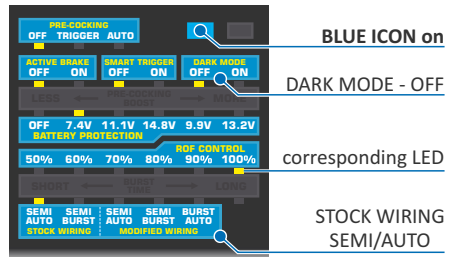 PRE-COCKING
OFF TRIGGER AUTO
BLUE ICON on
ACTIVE BRAKE SMART TRIGGER DARK MODE
OFF ON OFF ON OFF ON
DARK MODE - OFF
LESS PRE-COCKING BOOST MORE
OFF 7.4V 11.1V 14.8V 9.9V 13.2V
BATTERY PROTECTION
ROF CONTROL
50% 60% 70% 80% 90% 100%
corresponding LED
SHORT BURST TIME LONG
SEMI SEMI SEMI SEMI BURST
AUTO BURST AUTO BURST AUTO
STOCK WIRING MODIFIED WIRING
STOCK WIRING
SEMI/AUTO